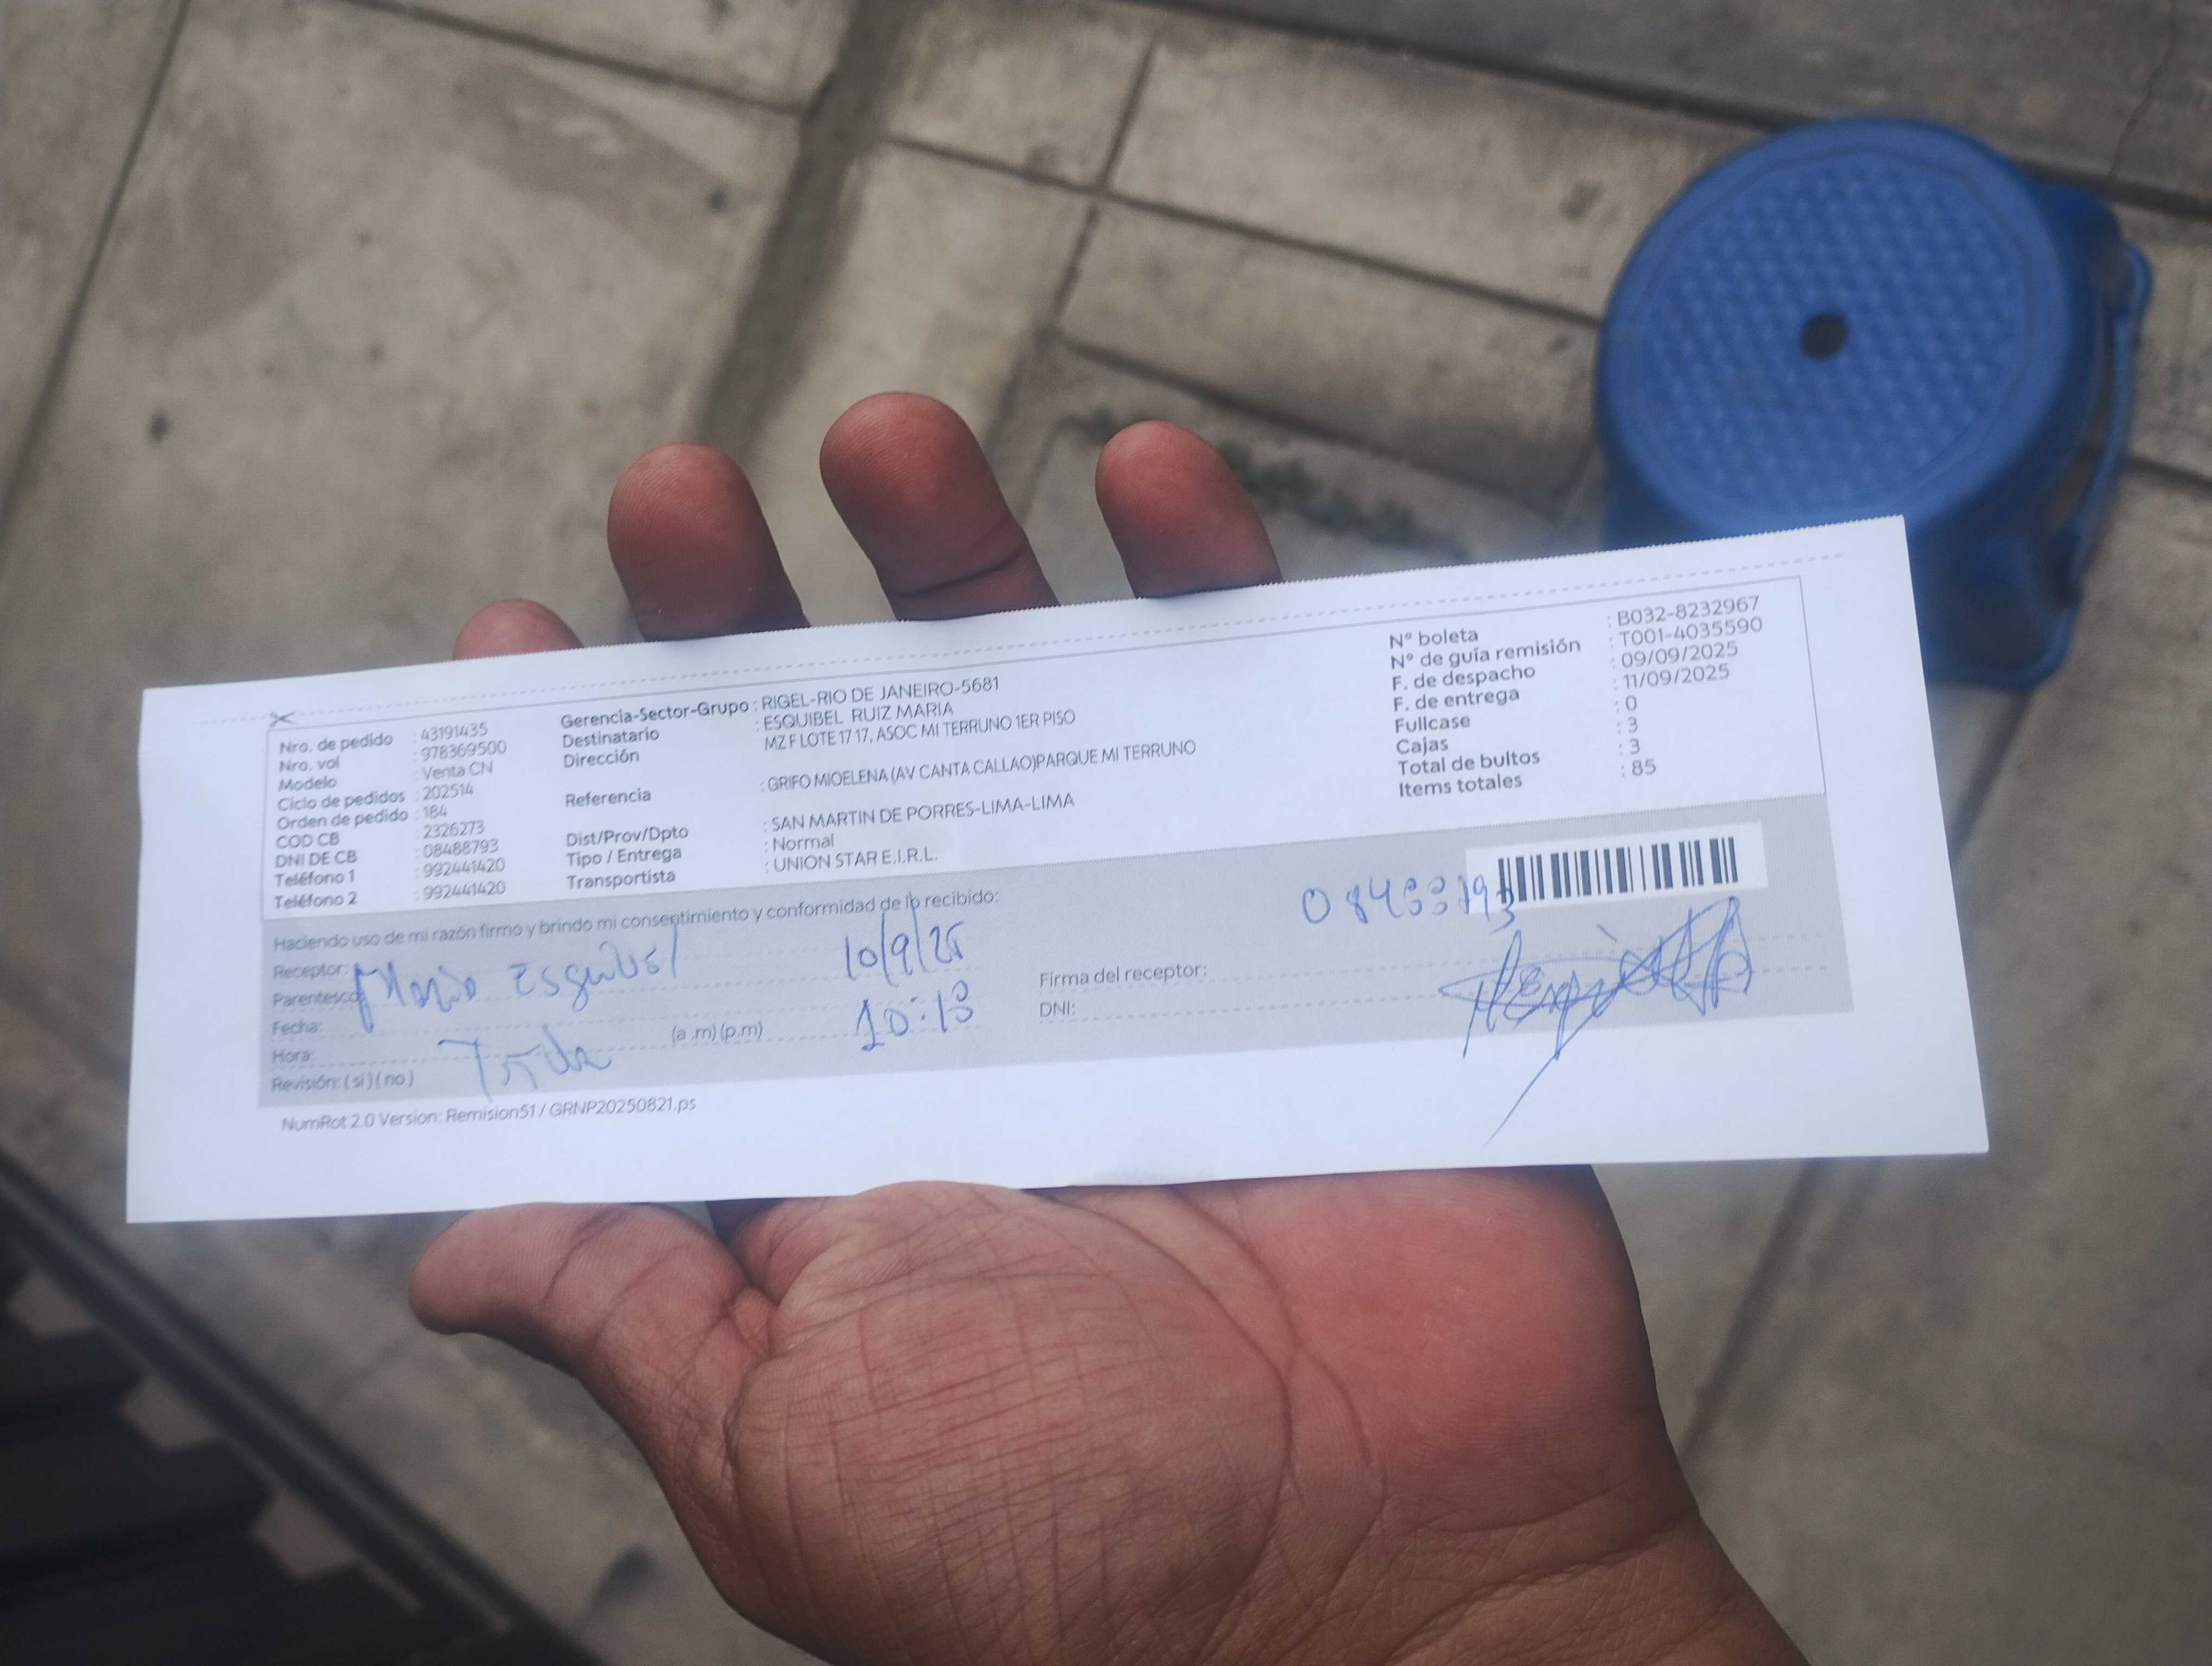 Nro. de pedido : 43191435
Nro. vol : 978369500
Modelo : Venta CN
Ciclo de pedidos : 202514
Orden de pedido : 184
COD CB : 2326273
DNI DE CB : 08488793
Teléfono 1 : 992441420
Teléfono 2 : 992441420
Gerencia-Sector-Grupo : RIGEL-RIO DE JANEIRO-5681
Destinatario : ESQUIBEL RUIZ MARIA
Dirección MZ F LOTE 17 17, ASOC MI TERRUNO 1ER PISO
Referencia : GRIFO MIOELENA (AV CANTA CALLAO)PARQUE MI TERRUNO
Dist/Prov/Dpto : SAN MARTIN DE PORRES-LIMA-LIMA
Tipo / Entrega : Normal
Transportista : UNION STAR E.I.R.L.
N° boleta : B032-8232967
N° de guía remisión : T001-4035590
F. de despacho : 09/09/2025
F. de entrega : 11/09/2025
Fullcase : 0
Cajas : 3
Total de bultos : 3
Items totales : 85
Haciendo uso de mi razón firmo y brindo mi consentimiento y conformidad de lo recibido:
Receptor: Maria Esquibel 10/9/25
Parentesco:
Fecha:
Hora: (a .m) (p.m) 10:18
Revisión: ( si ) ( no )
08488793
Firma del receptor:
DNI:
NumRot 2.0 Version: Remision51 / GRNP20250821.ps